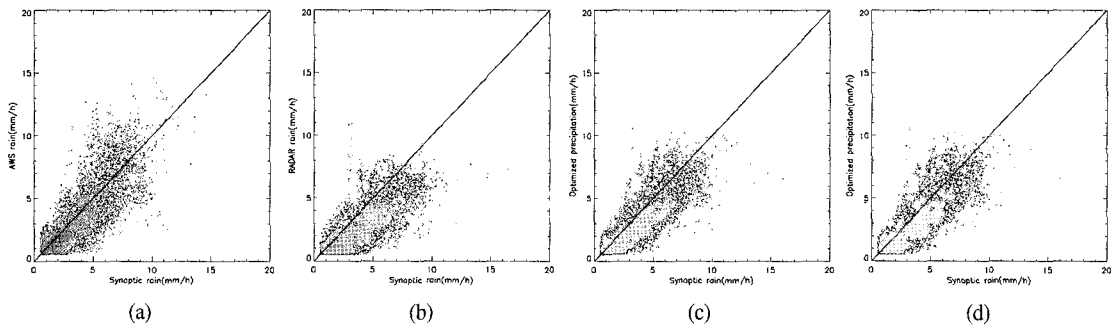 20
15
10
5
0
AWS rain(mm/h)
0 5 10 15 20
Synoptic rain(mm/h)
(a)
20
15
10
5
0
RADAR rain(mm/h)
0 5 10 15 20
Synoptic rain(mm/h)
(b)
20
15
10
5
0
Optimized precipitation(mm/h)
0 5 10 15 20
Synoptic rain(mm/h)
(c)
20
15
10
5
0
Optimized precipitation(mm/h)
0 5 10 15 20
Synoptic rain(mm/h)
(d)